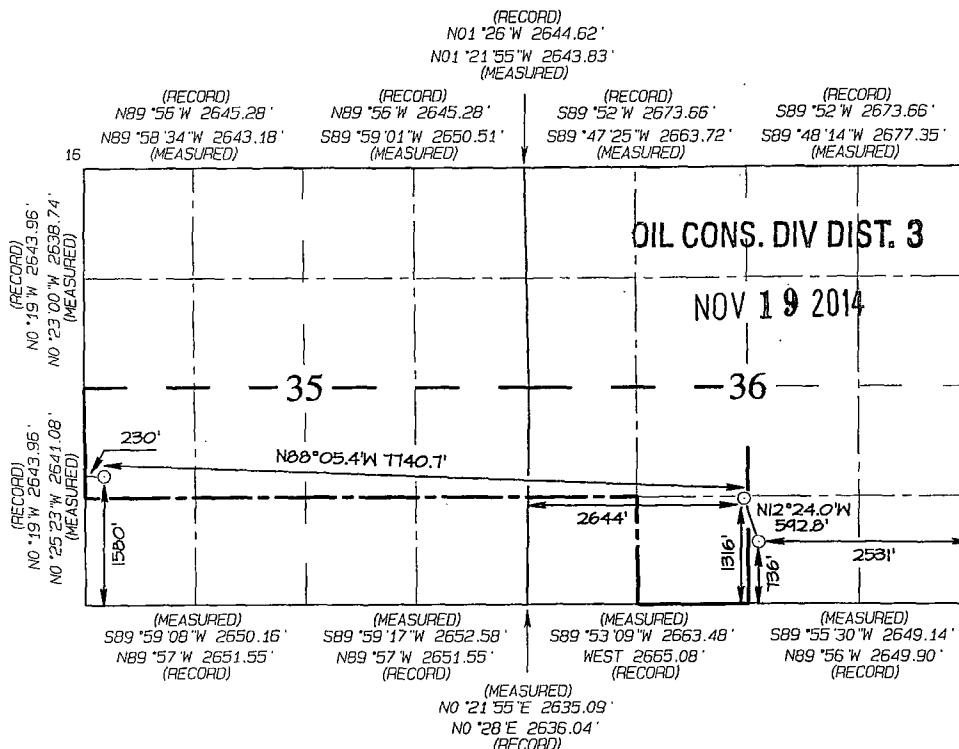 (RECORD)
N01°26'W 2644.62'
N01°21'55"W 2643.83'
(MEASURED)
(RECORD)
N89°56'W 2645.28'
N89°58'34"W 2643.18'
(MEASURED)
(RECORD)
N89°56'W 2645.28'
S89°59'01"W 2650.51'
(MEASURED)
(RECORD)
S89°52'W 2673.66'
S89°47'25"W 2663.72'
(MEASURED)
(RECORD)
S89°52'W 2673.66'
S89°48'14"W 2677.35'
(MEASURED)
16
(RECORD)
N0°19'W 2643.96'
N0°23'00"W 2638.74'
(MEASURED)
OIL CONS. DIV DIST. 3
NOV 19 2014
35
36
(RECORD)
N0°19'W 2643.96'
N0°25'23"W 2641.08'
(MEASURED)
230'
N88°05.4'W 7740.7'
1580'
2644'
N12°24.0'W
592.8'
1316'
736'
2531'
(MEASURED)
S89°59'08"W 2650.16'
N89°57'W 2651.55'
(RECORD)
(MEASURED)
S89°59'17"W 2652.58'
N89°57'W 2651.55'
(RECORD)
(MEASURED)
S89°53'09"W 2663.48'
WEST 2665.08'
(RECORD)
(MEASURED)
S89°55'30"W 2649.14'
N89°56'W 2649.90'
(RECORD)
(MEASURED)
N0°21'55"E 2635.09'
N0°28'E 2636.04'
(RECORD)